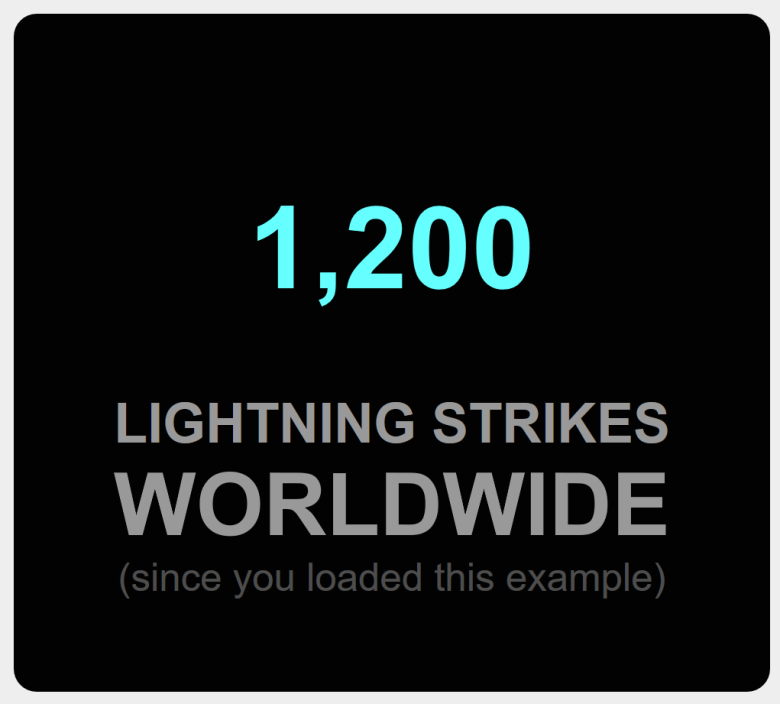 1,200
LIGHTNING STRIKES
WORLDWIDE
(since you loaded this example)